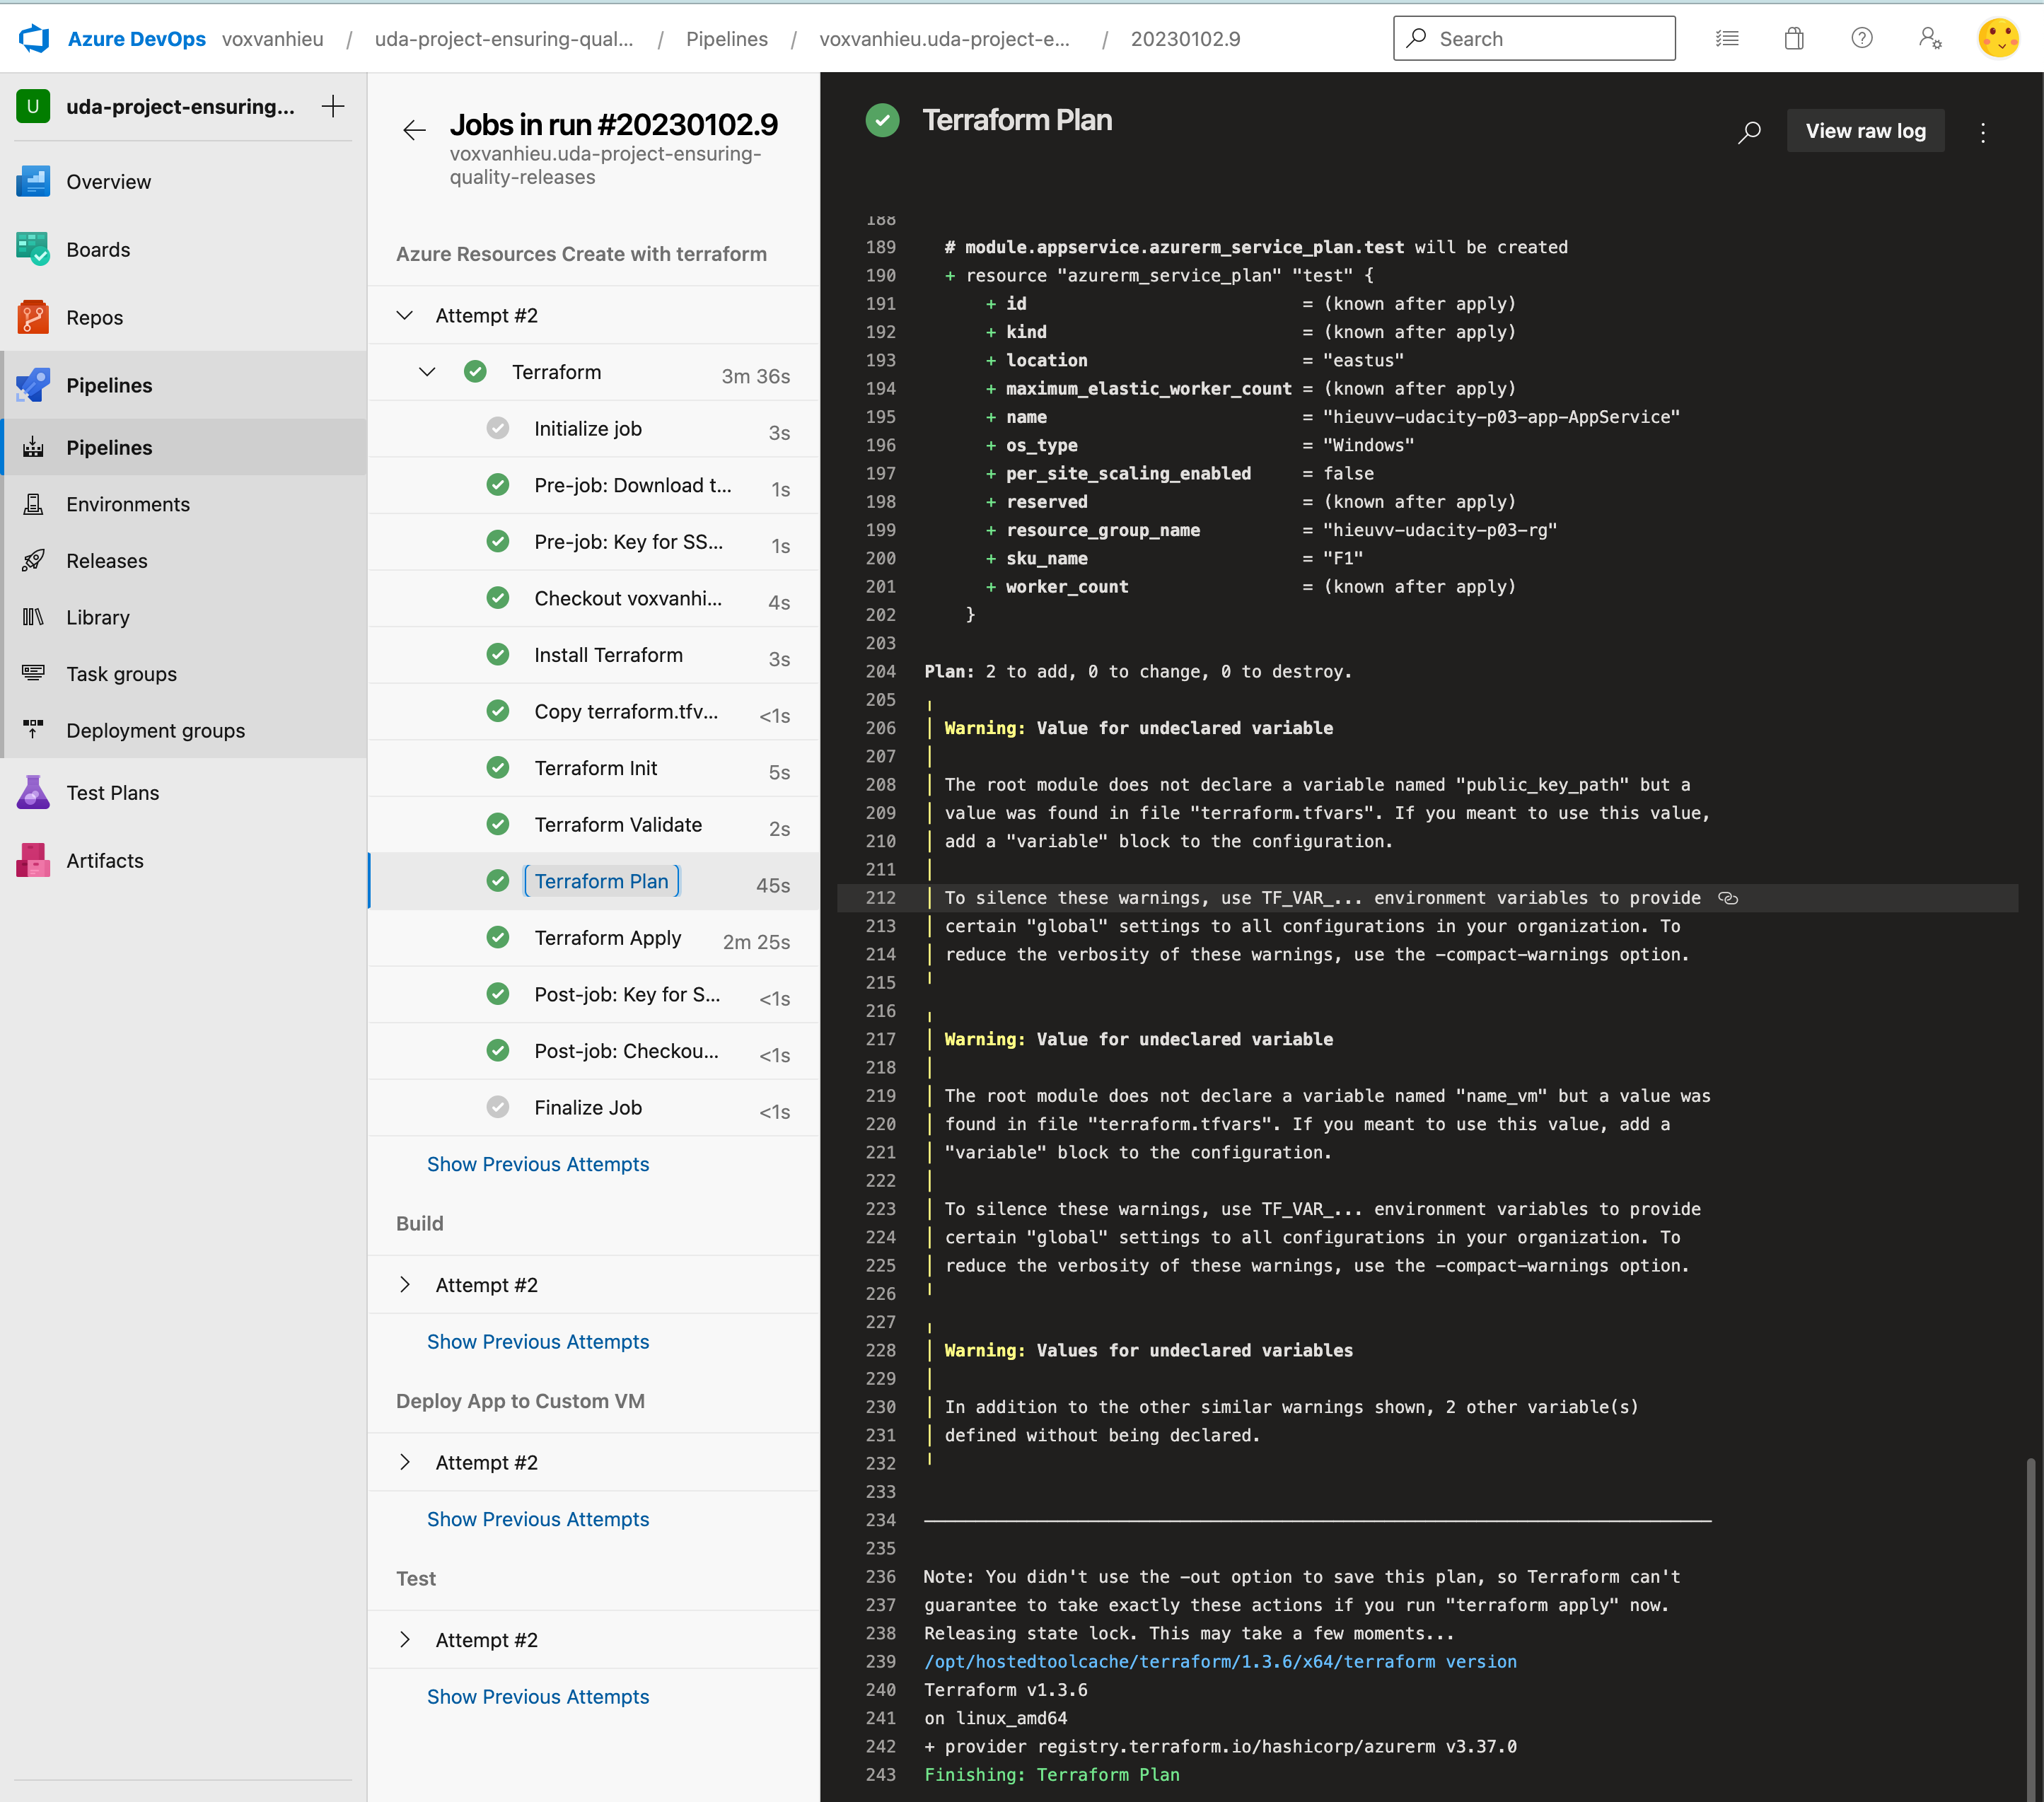 Azure DevOps voxvanhieu / uda-project-ensuring-qual... / Pipelines / voxvanhieu.uda-project-e... / 20230102.9
Search
U uda-project-ensuring...
Overview
Boards
Repos
Pipelines
Pipelines
Environments
Releases
Library
Task groups
Deployment groups
Test Plans
Artifacts
Jobs in run #20230102.9
voxvanhieu.uda-project-ensuring-
quality-releases
Azure Resources Create with terraform
Attempt #2
Terraform 3m 36s
Initialize job 3s
Pre-job: Download t... 1s
Pre-job: Key for SS... 1s
Checkout voxvanhi... 4s
Install Terraform 3s
Copy terraform.tfv... <1s
Terraform Init 5s
Terraform Validate 2s
Terraform Plan 45s
Terraform Apply 2m 25s
Post-job: Key for S... <1s
Post-job: Checkou... <1s
Finalize Job <1s
Show Previous Attempts
Build
Attempt #2
Show Previous Attempts
Deploy App to Custom VM
Attempt #2
Show Previous Attempts
Test
Attempt #2
Show Previous Attempts
Terraform Plan
View raw log
188
189 # module.appservice.azurerm_service_plan.test will be created
190 + resource "azurerm_service_plan" "test" {
191 + id = (known after apply)
192 + kind = (known after apply)
193 + location = "eastus"
194 + maximum_elastic_worker_count = (known after apply)
195 + name = "hieuvv-udacity-p03-app-AppService"
196 + os_type = "Windows"
197 + per_site_scaling_enabled = false
198 + reserved = (known after apply)
199 + resource_group_name = "hieuvv-udacity-p03-rg"
200 + sku_name = "F1"
201 + worker_count = (known after apply)
202 }
203
204 Plan: 2 to add, 0 to change, 0 to destroy.
205
206 Warning: Value for undeclared variable
207
208 The root module does not declare a variable named "public_key_path" but a
209 value was found in file "terraform.tfvars". If you meant to use this value,
210 add a "variable" block to the configuration.
211
212 To silence these warnings, use TF_VAR_... environment variables to provide
213 certain "global" settings to all configurations in your organization. To
214 reduce the verbosity of these warnings, use the -compact-warnings option.
215
216
217 Warning: Value for undeclared variable
218
219 The root module does not declare a variable named "name_vm" but a value was
220 found in file "terraform.tfvars". If you meant to use this value, add a
221 "variable" block to the configuration.
222
223 To silence these warnings, use TF_VAR_... environment variables to provide
224 certain "global" settings to all configurations in your organization. To
225 reduce the verbosity of these warnings, use the -compact-warnings option.
226
227
228 Warning: Values for undeclared variables
229
230 In addition to the other similar warnings shown, 2 other variable(s)
231 defined without being declared.
232
233
234
235
236 Note: You didn't use the -out option to save this plan, so Terraform can't
237 guarantee to take exactly these actions if you run "terraform apply" now.
238 Releasing state lock. This may take a few moments...
239 /opt/hostedtoolcache/terraform/1.3.6/x64/terraform version
240 Terraform v1.3.6
241 on linux_amd64
242 + provider registry.terraform.io/hashicorp/azurerm v3.37.0
243 Finishing: Terraform Plan